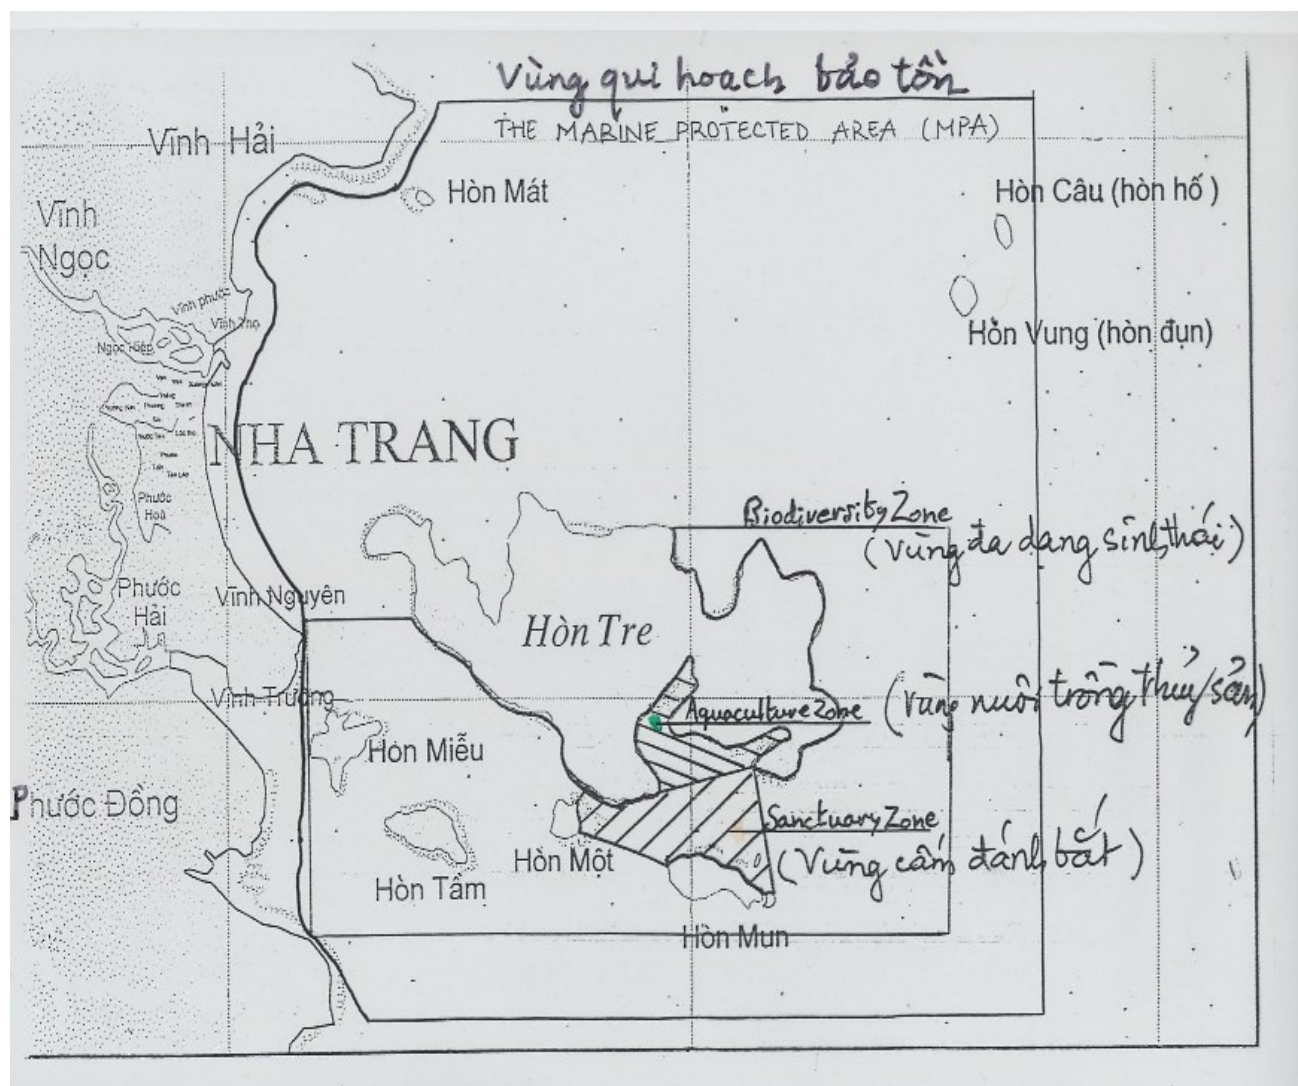 Vùng qui hoạch bảo tồn
THE MARINE PROTECTED AREA (MPA)
Vĩnh Hải
Hòn Mát
Hòn Câu (hòn hố )
Vĩnh
Ngọc
Vĩnh phước
Vĩnh Thọ
Hòn Vung (hòn đụn)
Ngọc Hiệp
NHA TRANG
Phước
Hoà
Biodiversity Zone
(Vùng đa dạng sinh thái)
Phước
Hải
Vĩnh Nguyên
Hòn Tre
Vĩnh Trường
Aquaculture Zone
(Vùng nuôi trồng thuỷ sản)
Hòn Miễu
Phước Đồng
Sanctuary Zone
(Vùng cấm đánh bắt)
Hòn Một
Hòn Tầm
Hòn Mun